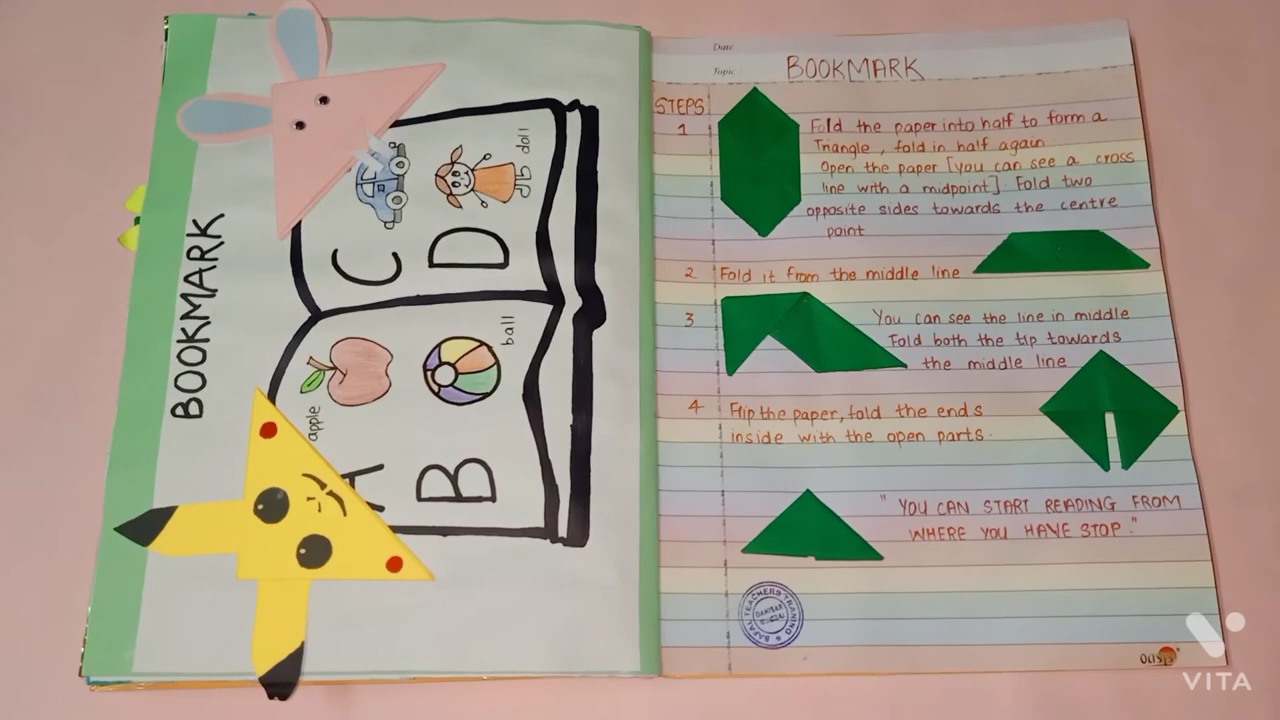 BOOKMARK
C
D
doll
A
apple
B
ball
Date
Topic
BOOKMARK
STEPS
1
Fold the paper into half to form a
Triangle, fold in half again
Open the paper [you can see a cross
line with a midpoint]. Fold two
opposite sides towards the centre
point
2 Fold it from the middle line
3 You can see the line in middle
Fold both the tip towards
the middle line
4 Flip the paper, fold the ends
inside with the open parts.
"YOU CAN START READING FROM
WHERE YOU HAVE STOP."
TEACHERS TRAINING
VITA